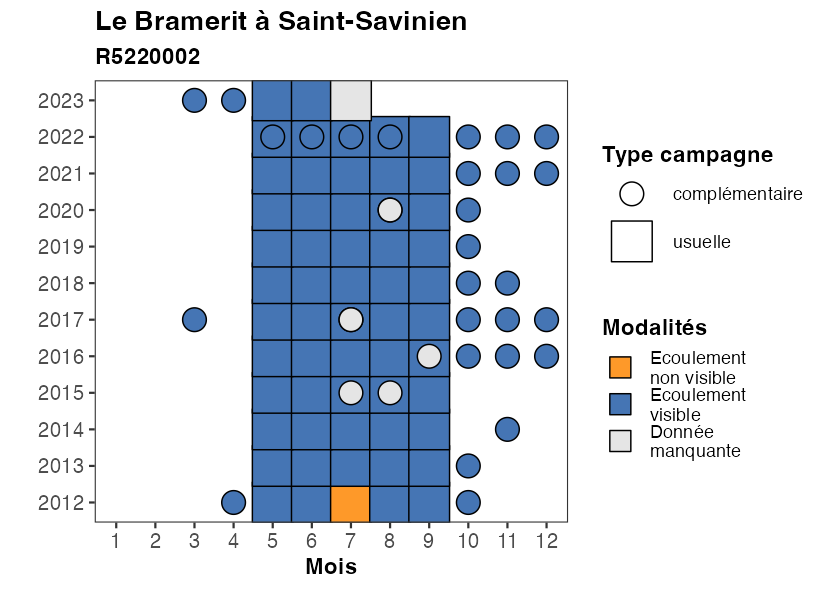 Le Bramerit à Saint-Savinien
R5220002
2023
2022
2021
2020
2019
2018
2017
2016
2015
2014
2013
2012
1 2 3 4 5 6 7 8 9 10 11 12
Mois
Type campagne
complémentaire
usuelle
Modalités
Ecoulement
non visible
Ecoulement
visible
Donnée
manquante